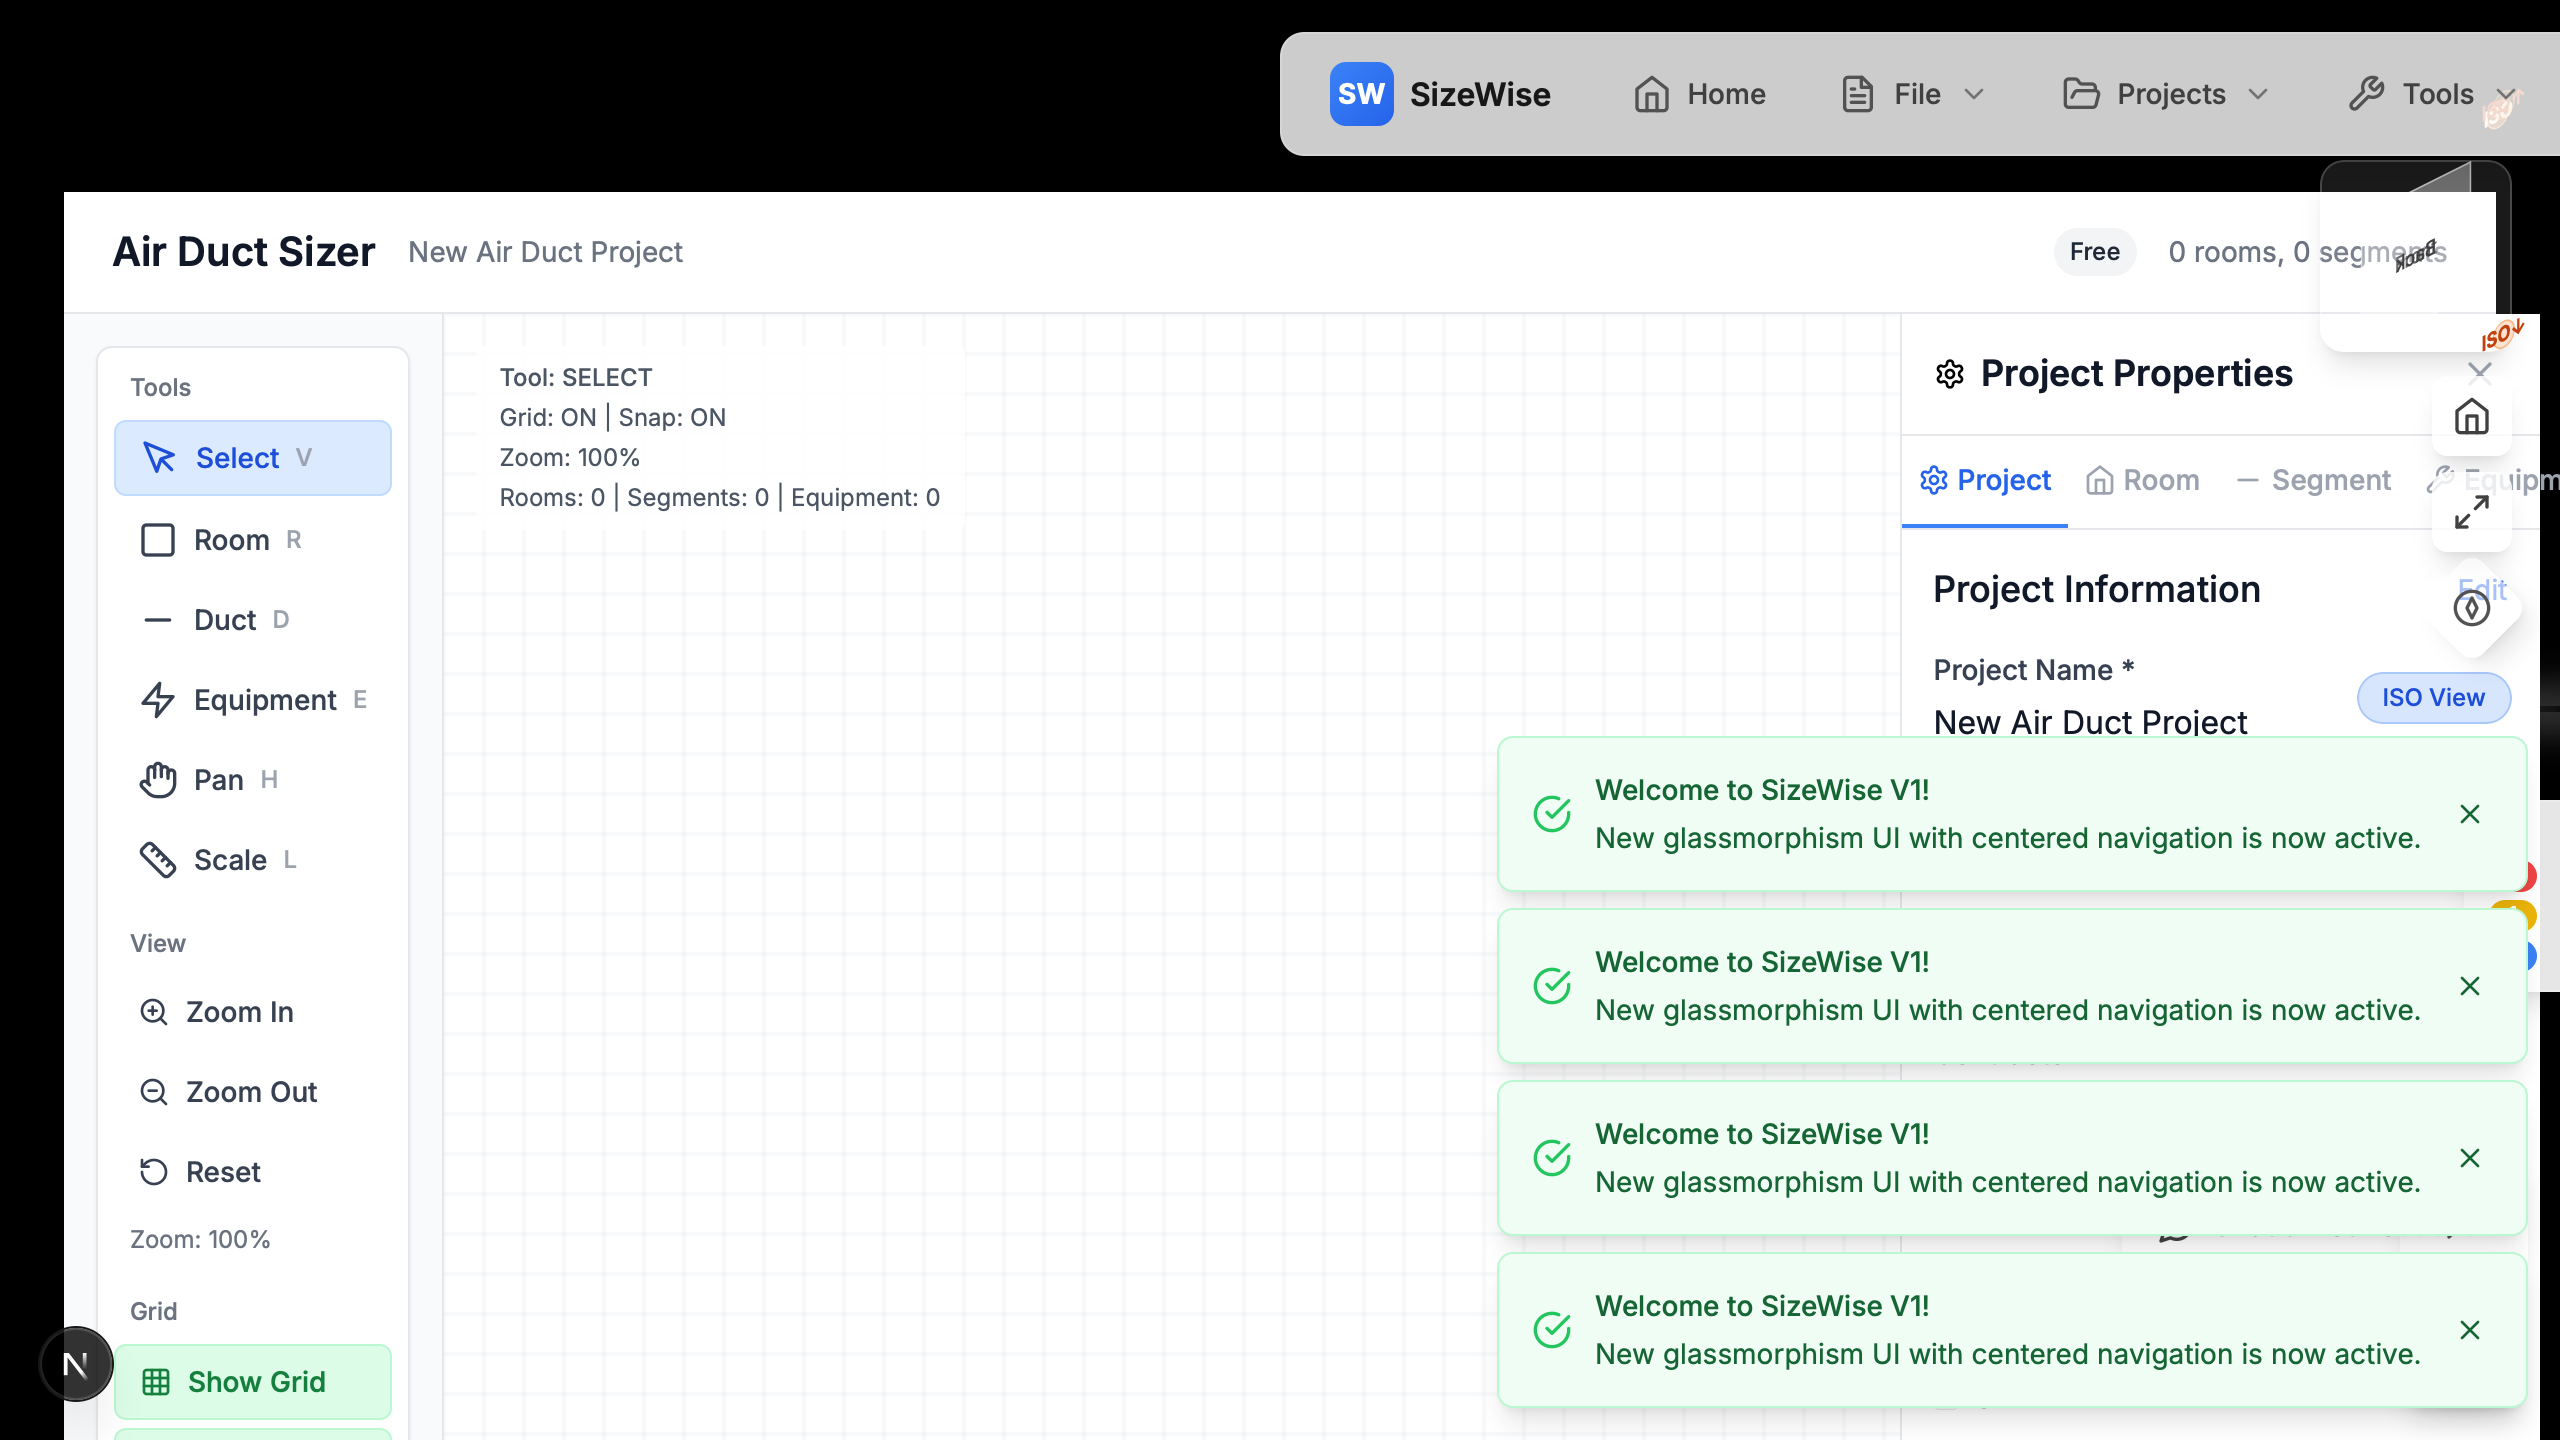 SW SizeWise Home File Projects Tools
ISO
Air Duct Sizer New Air Duct Project Free 0 rooms, 0 segments
Back
ISO↓
Tools
Select V
Room R
Duct D
Equipment E
Pan H
Scale L
View
Zoom In
Zoom Out
Reset
Zoom: 100%
Grid
Show Grid
N
Tool: SELECT
Grid: ON | Snap: ON
Zoom: 100%
Rooms: 0 | Segments: 0 | Equipment: 0
Project Properties
Project Room Segment Equipm
Project Information Edit
Project Name *
New Air Duct Project
ISO View
Welcome to SizeWise V1!
New glassmorphism UI with centered navigation is now active.
Welcome to SizeWise V1!
New glassmorphism UI with centered navigation is now active.
Welcome to SizeWise V1!
New glassmorphism UI with centered navigation is now active.
Welcome to SizeWise V1!
New glassmorphism UI with centered navigation is now active.